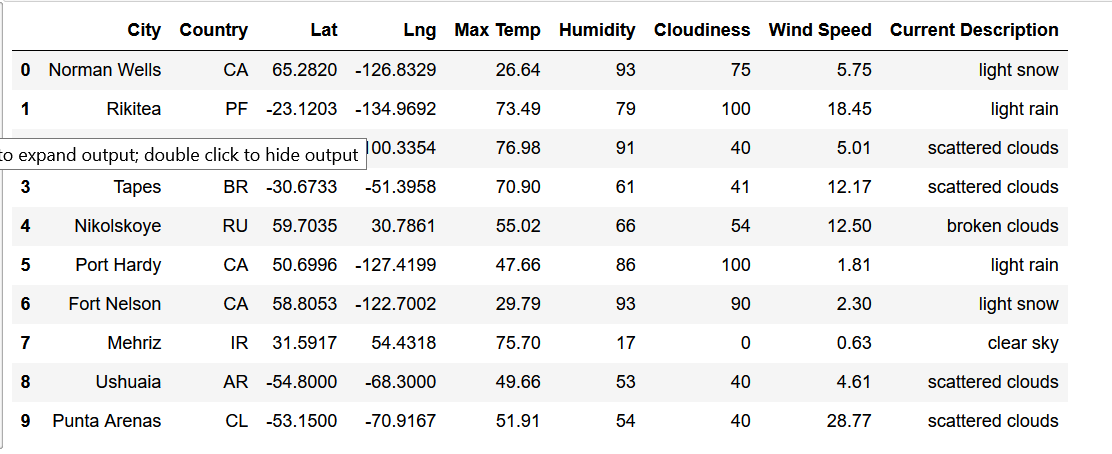 City Country Lat Lng Max Temp Humidity Cloudiness Wind Speed Current Description
0 Norman Wells CA 65.2820 -126.8329 26.64 93 75 5.75 light snow
1 Rikitea PF -23.1203 -134.9692 73.49 79 100 18.45 light rain
to expand output; double click to hide output 100.3354 76.98 91 40 5.01 scattered clouds
3 Tapes BR -30.6733 -51.3958 70.90 61 41 12.17 scattered clouds
4 Nikolskoye RU 59.7035 30.7861 55.02 66 54 12.50 broken clouds
5 Port Hardy CA 50.6996 -127.4199 47.66 86 100 1.81 light rain
6 Fort Nelson CA 58.8053 -122.7002 29.79 93 90 2.30 light snow
7 Mehriz IR 31.5917 54.4318 75.70 17 0 0.63 clear sky
8 Ushuaia AR -54.8000 -68.3000 49.66 53 40 4.61 scattered clouds
9 Punta Arenas CL -53.1500 -70.9167 51.91 54 40 28.77 scattered clouds